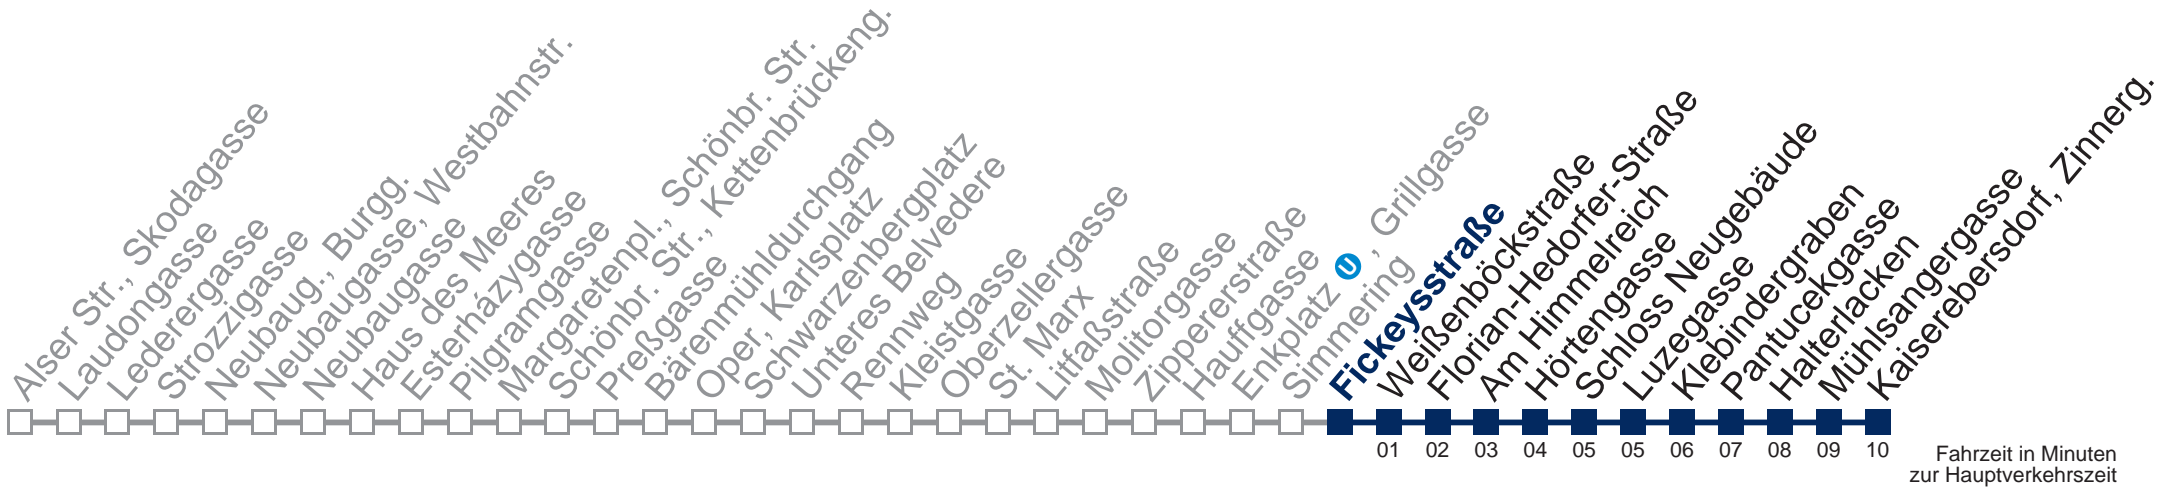 Alser Str., Skodagasse
Laudongasse
Lederergasse
Strozzigasse
Neubaug., Burgg.
Neubaugasse, Westbahnstr.
Neubaugasse
Haus des Meeres
Esterházygasse
Pilgramgasse
Margaretenpl., Schönbr. Str.
Schönbr. Str., Kettenbrückeng.
Preßgasse
Bärenmühldurchgang
Oper, Karlsplatz
Schwarzenbergplatz
Unteres Belvedere
Rennweg
Kleistgasse
Oberzellergasse
St. Marx
Litfaßstraße
Molitorgasse
Zippererstraße
Hauffgasse
Enkplatz U, Grillgasse
Simmering
Fickeysstraße
Weißenböckstraße
Florian-Hedorfer-Straße
Am Himmelreich
Hörtengasse
Schloss Neugebäude
Luzegasse
Klebindergraben
Pantucekgasse
Halterlacken
Mühlsangergasse
Kaiserebersdorf, Zinnerg.
01 02 03 04 05 05 06 07 08 09 10
Fahrzeit in Minuten
zur Hauptverkehrszeit